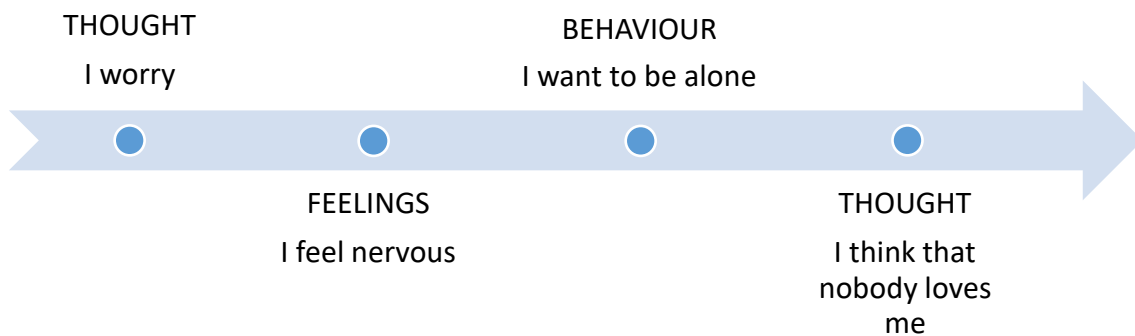 THOUGHT
I worry
FEELINGS
I feel nervous
BEHAVIOUR
I want to be alone
THOUGHT
I think that
nobody loves
me